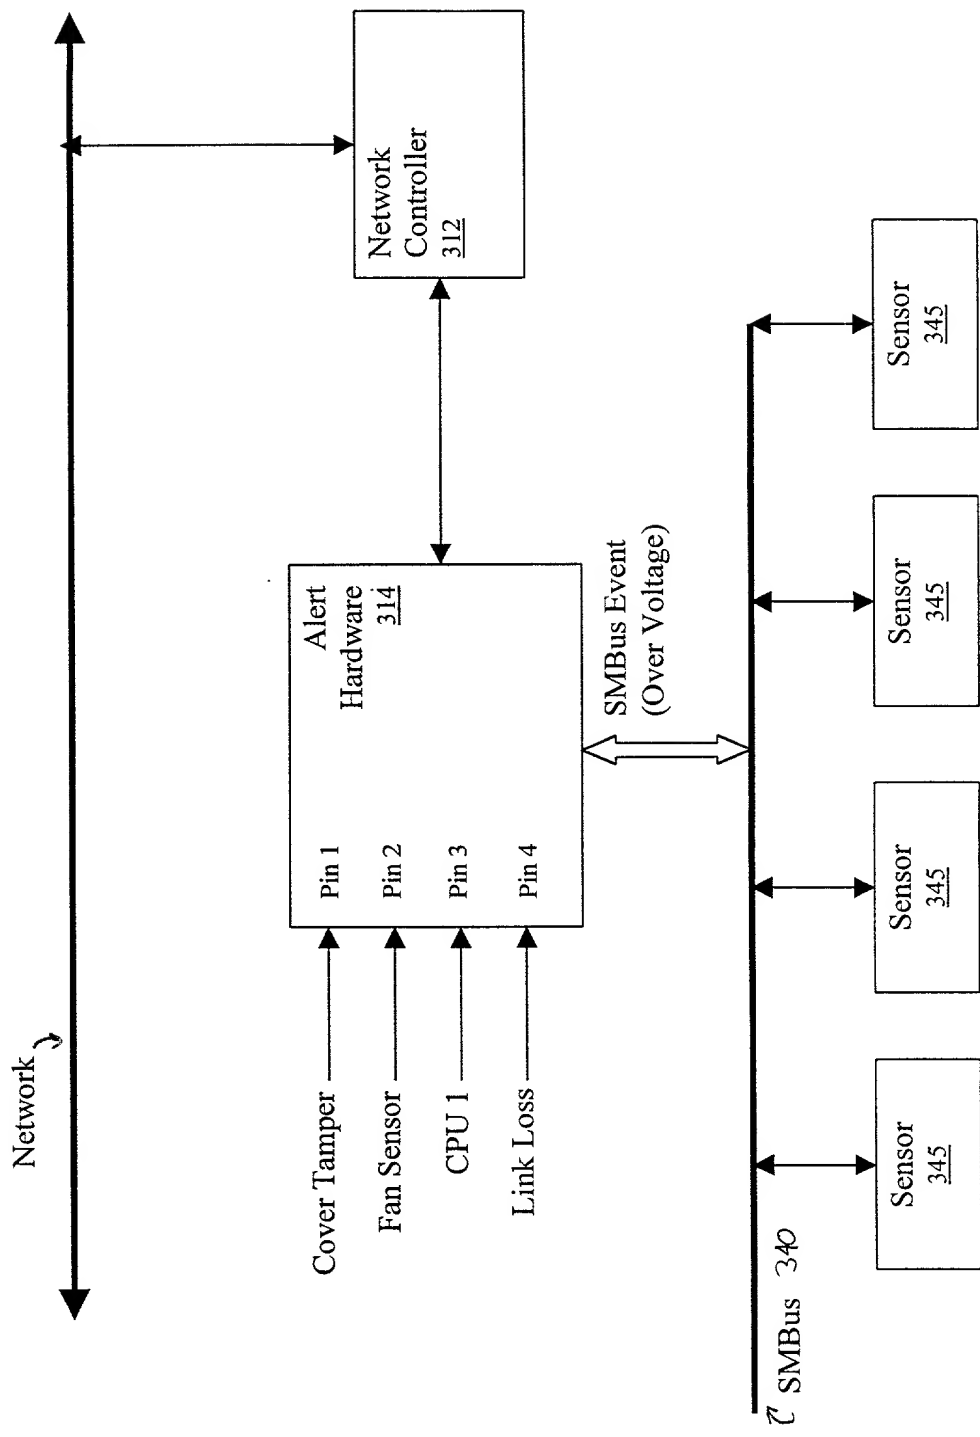 Network
Network
Controller
312
Alert
Hardware
314
Cover Tamper
Pin 1
Fan Sensor
Pin 2
CPU 1
Pin 3
Link Loss
Pin 4
SMBus Event
(Over Voltage)
SMBus 340
Sensor
345
Sensor
345
Sensor
345
Sensor
345